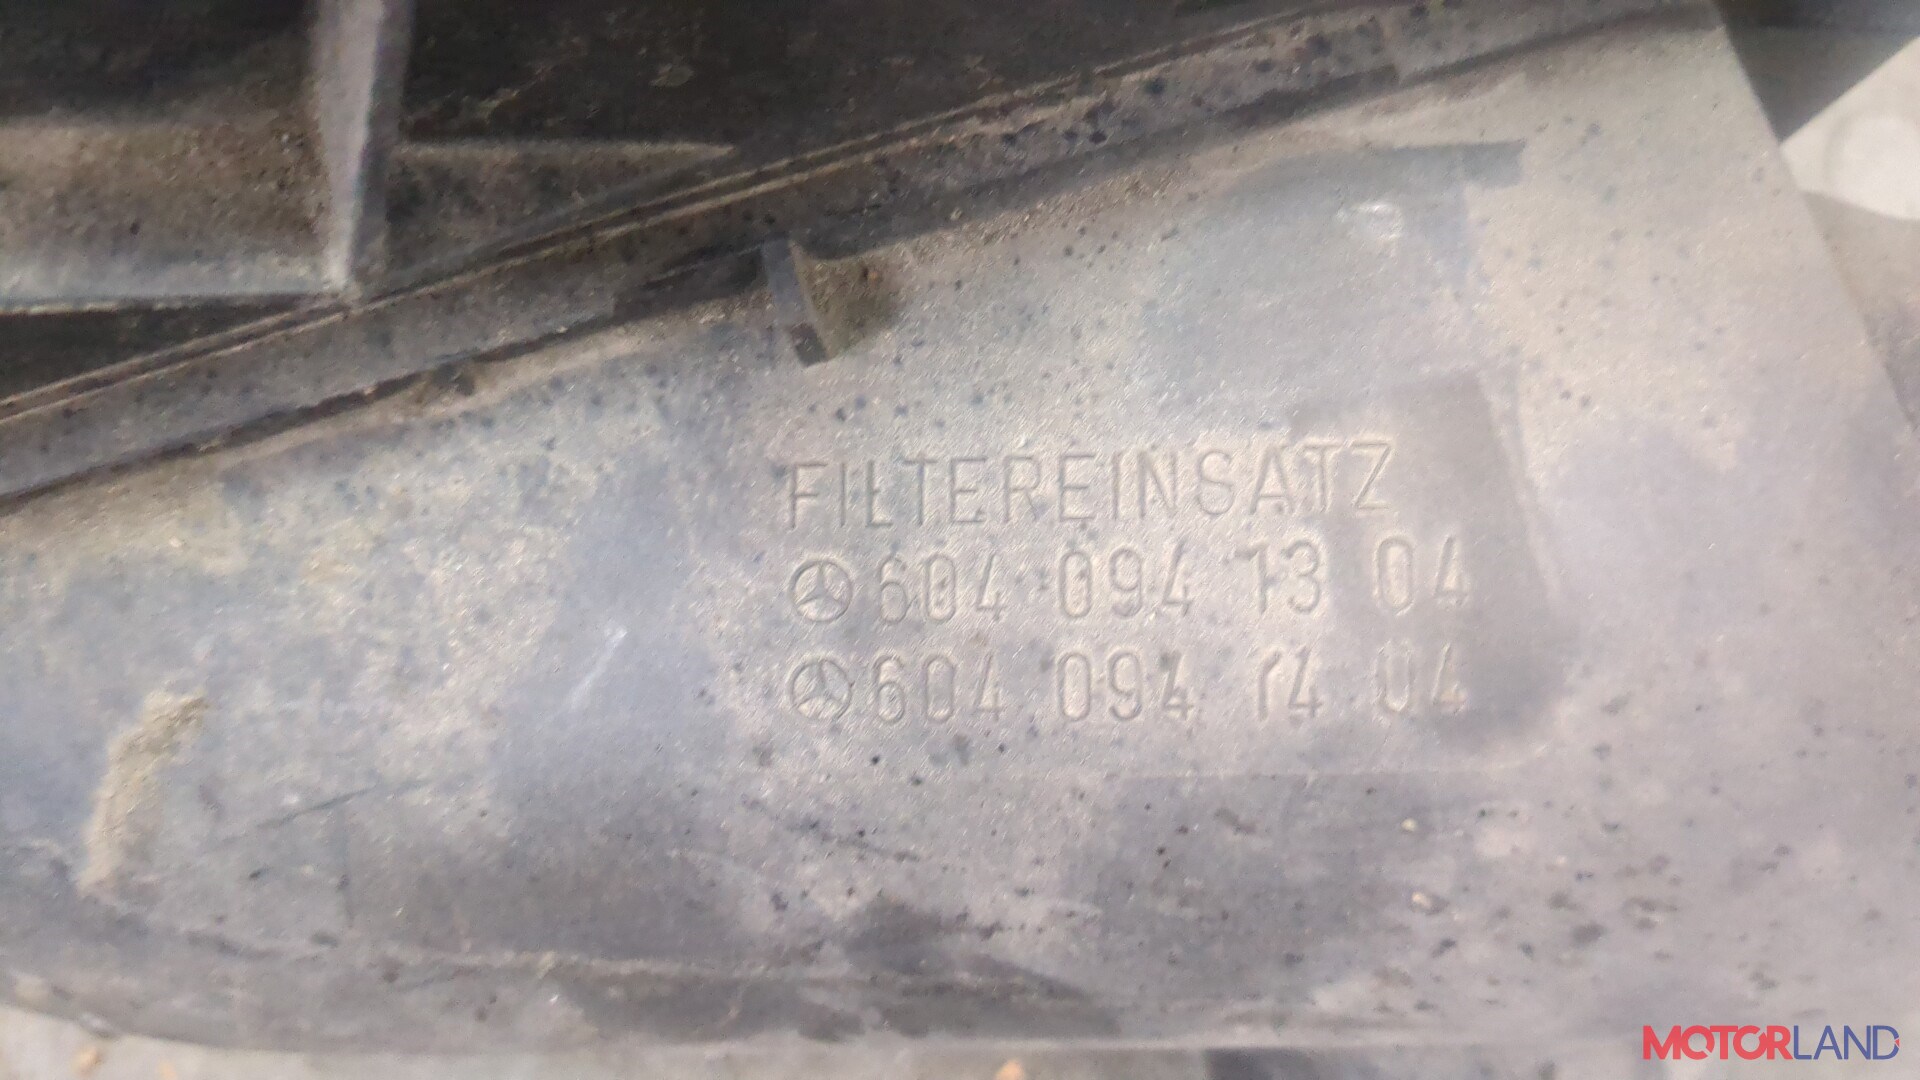 FILTEREINSATZ
604 094 13 04
604 094 14 04
MOTORLAND